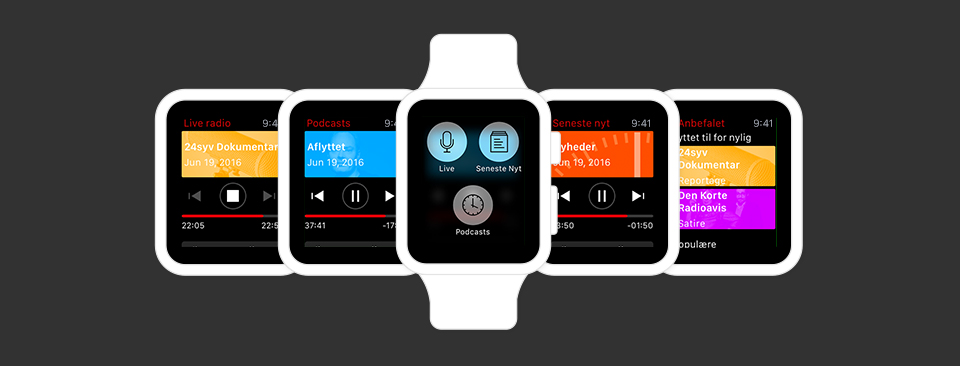 Live radio 9:4
24syv Dokumentar
Jun 19, 2016
22:05 22:5
Podcasts 9:4
Aflyttet
Jun 19, 2016
37:41 -17
Live
Seneste Nyt
Podcasts
Seneste nyt 9:41
yheder
un 19, 2016
3:50 -01:50
Anbefalet 9:41
yttet til for nylig
24syv
Dokumentar
Reportage
Den Korte
Radioavis
Satire
opulære